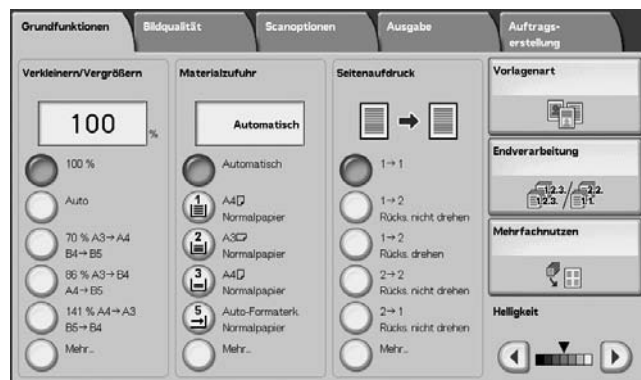 Grundfunktionen
Bildqualität
Scanoptionen
Ausgabe
Auftrags-
erstellung
Verkleinern/Vergrößern
100 %
100 %
Auto
70 % A3→A4
B4→B5
86 % A3→B4
A4→B5
141 % A4→A3
B5→B4
Mehr...
Materialzufuhr
Automatisch
Automatisch
1 A4
Normalpapier
2 A3
Normalpapier
3 A4
Normalpapier
5 Auto-Formaterk.
Normalpapier
Mehr...
Seitenaufdruck
1→1
1→2
Rücks. nicht drehen
1→2
Rücks. drehen
2→2
Rücks. nicht drehen
2→1
Rücks. nicht drehen
Mehr...
Vorlagenart
Endverarbeitung
Mehrfachnutzen
Helligkeit